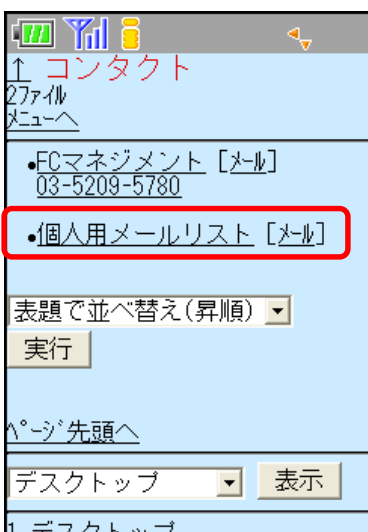 ↑ コンタクト
2ファイル
メニューへ
•FCマネジメント [メール]
03-5209-5780
•個人用メールリスト [メール]
表題で並べ替え(昇順)
実行
ページ先頭へ
デスクトップ 表示
1 デスクトップ